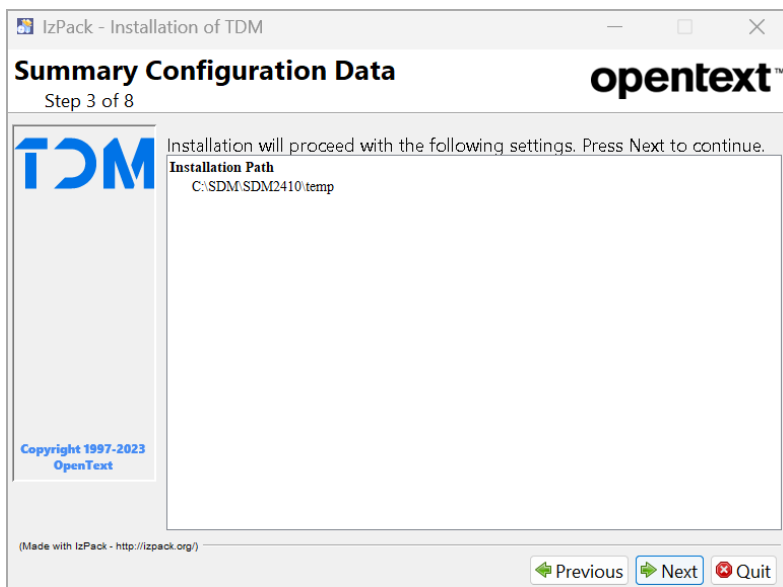 IzPack - Installation of TDM
Summary Configuration Data
Step 3 of 8
opentext™
TDM
Installation will proceed with the following settings. Press Next to continue.
Installation Path
C:\SDM\SDM2410\temp
Copyright 1997-2023
OpenText
(Made with IzPack - http://izpack.org/)
Previous
Next
Quit